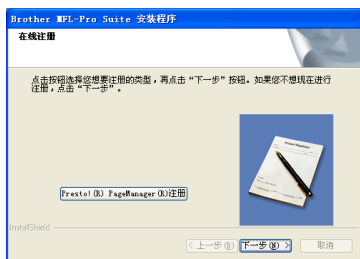 Brother MFL-Pro Suite 安装程序
在线注册
点击按钮选择您想要注册的类型，再点击“下一步”按钮。如果您不想现在进行
注册，点击“下一步”。
Presto!(R) PageManager(R)注册
InstallShield
<上一步(B) 下一步(N) > 取消